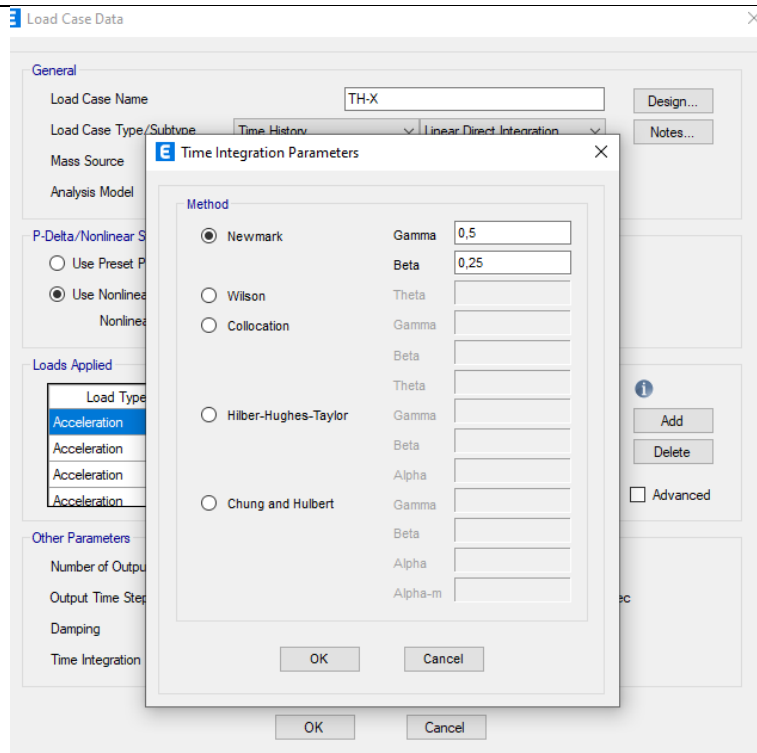 E Load Case Data
General
Load Case Name TH-X Design...
Load Case Type/Subtype Time History Linear Direct Integration Notes...
Mass Source
Analysis Model
E Time Integration Parameters
Method
Newmark Gamma 0,5
Beta 0,25
Wilson Theta
Collocation Gamma
Beta
Theta
Hilber-Hughes-Taylor Gamma
Beta
Alpha
Chung and Hulbert Gamma
Beta
Alpha
Alpha-m
OK Cancel
P-Delta/Nonlinear S
Use Preset P
Use Nonlinea
Nonlinea
Loads Applied
Load Type
Acceleration Add
Acceleration Delete
Acceleration
Acceleration Advanced
Other Parameters
Number of Outpu
Output Time Step ec
Damping
Time Integration
OK Cancel